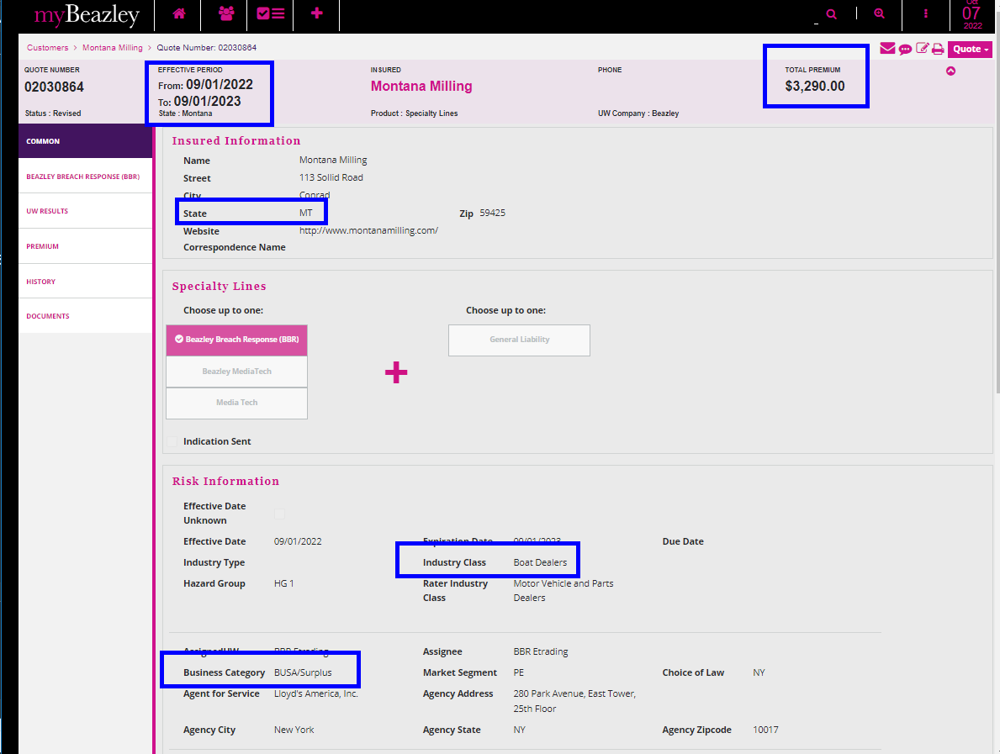 myBeazley
Oct
07
2022
Customers > Montana Milling > Quote Number: 02030864
Quote
QUOTE NUMBER
02030864
Status : Revised
EFFECTIVE PERIOD
From: 09/01/2022
To: 09/01/2023
State : Montana
INSURED
Montana Milling
Product : Specialty Lines
PHONE
UW Company : Beazley
TOTAL PREMIUM
$3,290.00
COMMON
BEAZLEY BREACH RESPONSE (BBR)
UW RESULTS
PREMIUM
HISTORY
DOCUMENTS
Insured Information
Name Montana Milling
Street 113 Sollid Road
City Conrad
State MT Zip 59425
Website http://www.montanamilling.com/
Correspondence Name
Specialty Lines
Choose up to one: Choose up to one:
Beazley Breach Response (BBR) General Liability
Beazley MediaTech
Media Tech
Indication Sent
Risk Information
Effective Date
Unknown
Effective Date 09/01/2022 Expiration Date 09/01/2023 Due Date
Industry Type Industry Class Boat Dealers
Hazard Group HG 1 Rater Industry Motor Vehicle and Parts
Class Dealers
AssignedUW BBR Etrading Assignee BBR Etrading
Business Category BUSA/Surplus Market Segment PE Choice of Law NY
Agent for Service Lloyd's America, Inc. Agency Address 280 Park Avenue, East Tower,
25th Floor
Agency City New York Agency State NY Agency Zipcode 10017